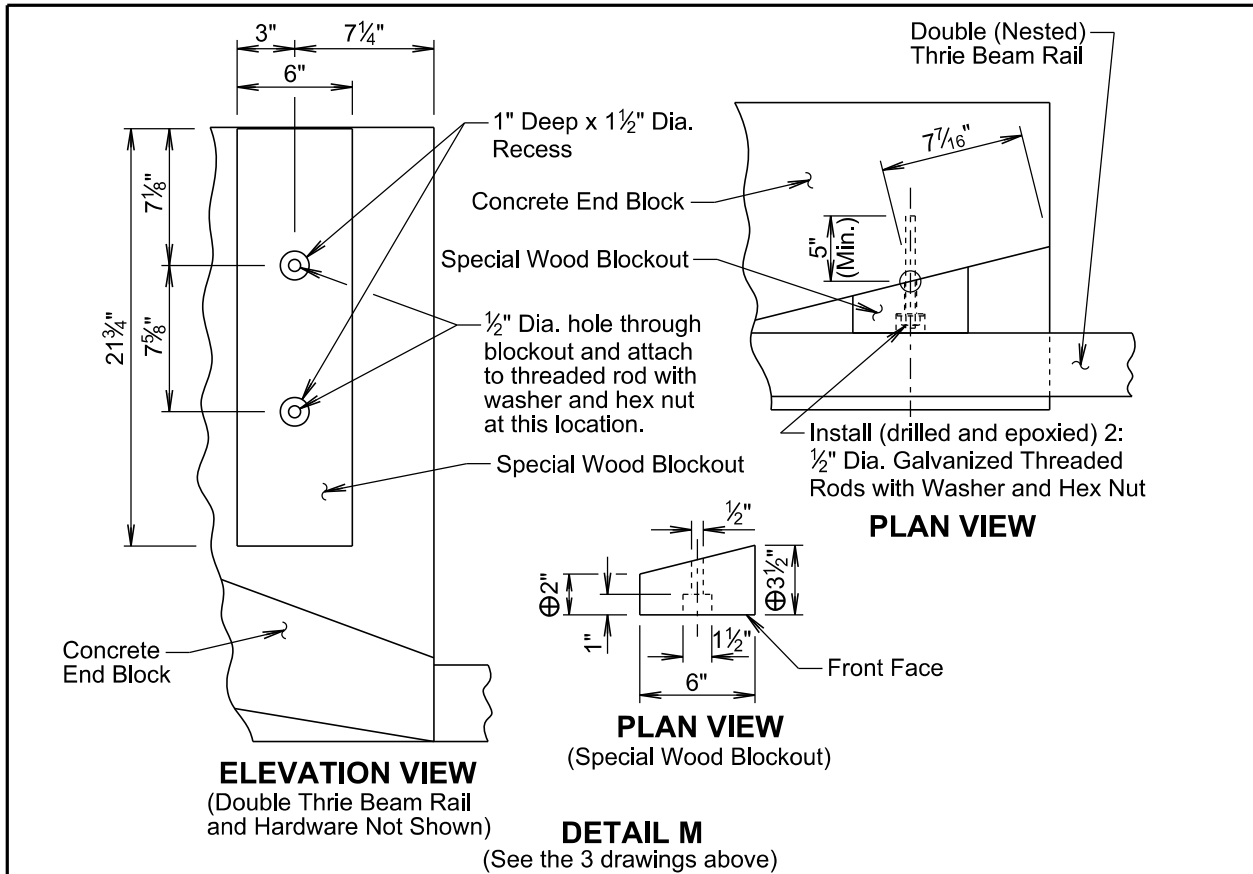 3"
7¼"
6"
7⅛"
21¾"
7⅝"
1" Deep x 1½" Dia.
Recess
½" Dia. hole through
blockout and attach
to threaded rod with
washer and hex nut
at this location.
Special Wood Blockout
Concrete
End Block
ELEVATION VIEW
(Double Thrie Beam Rail
and Hardware Not Shown)
Double (Nested)
Thrie Beam Rail
7⁷⁄₁₆"
Concrete End Block
5"
(Min.)
Special Wood Blockout
Install (drilled and epoxied) 2:
½" Dia. Galvanized Threaded
Rods with Washer and Hex Nut
PLAN VIEW
½"
⊕2"
⊕3½"
1"
1½"
6"
Front Face
PLAN VIEW
(Special Wood Blockout)
DETAIL M
(See the 3 drawings above)